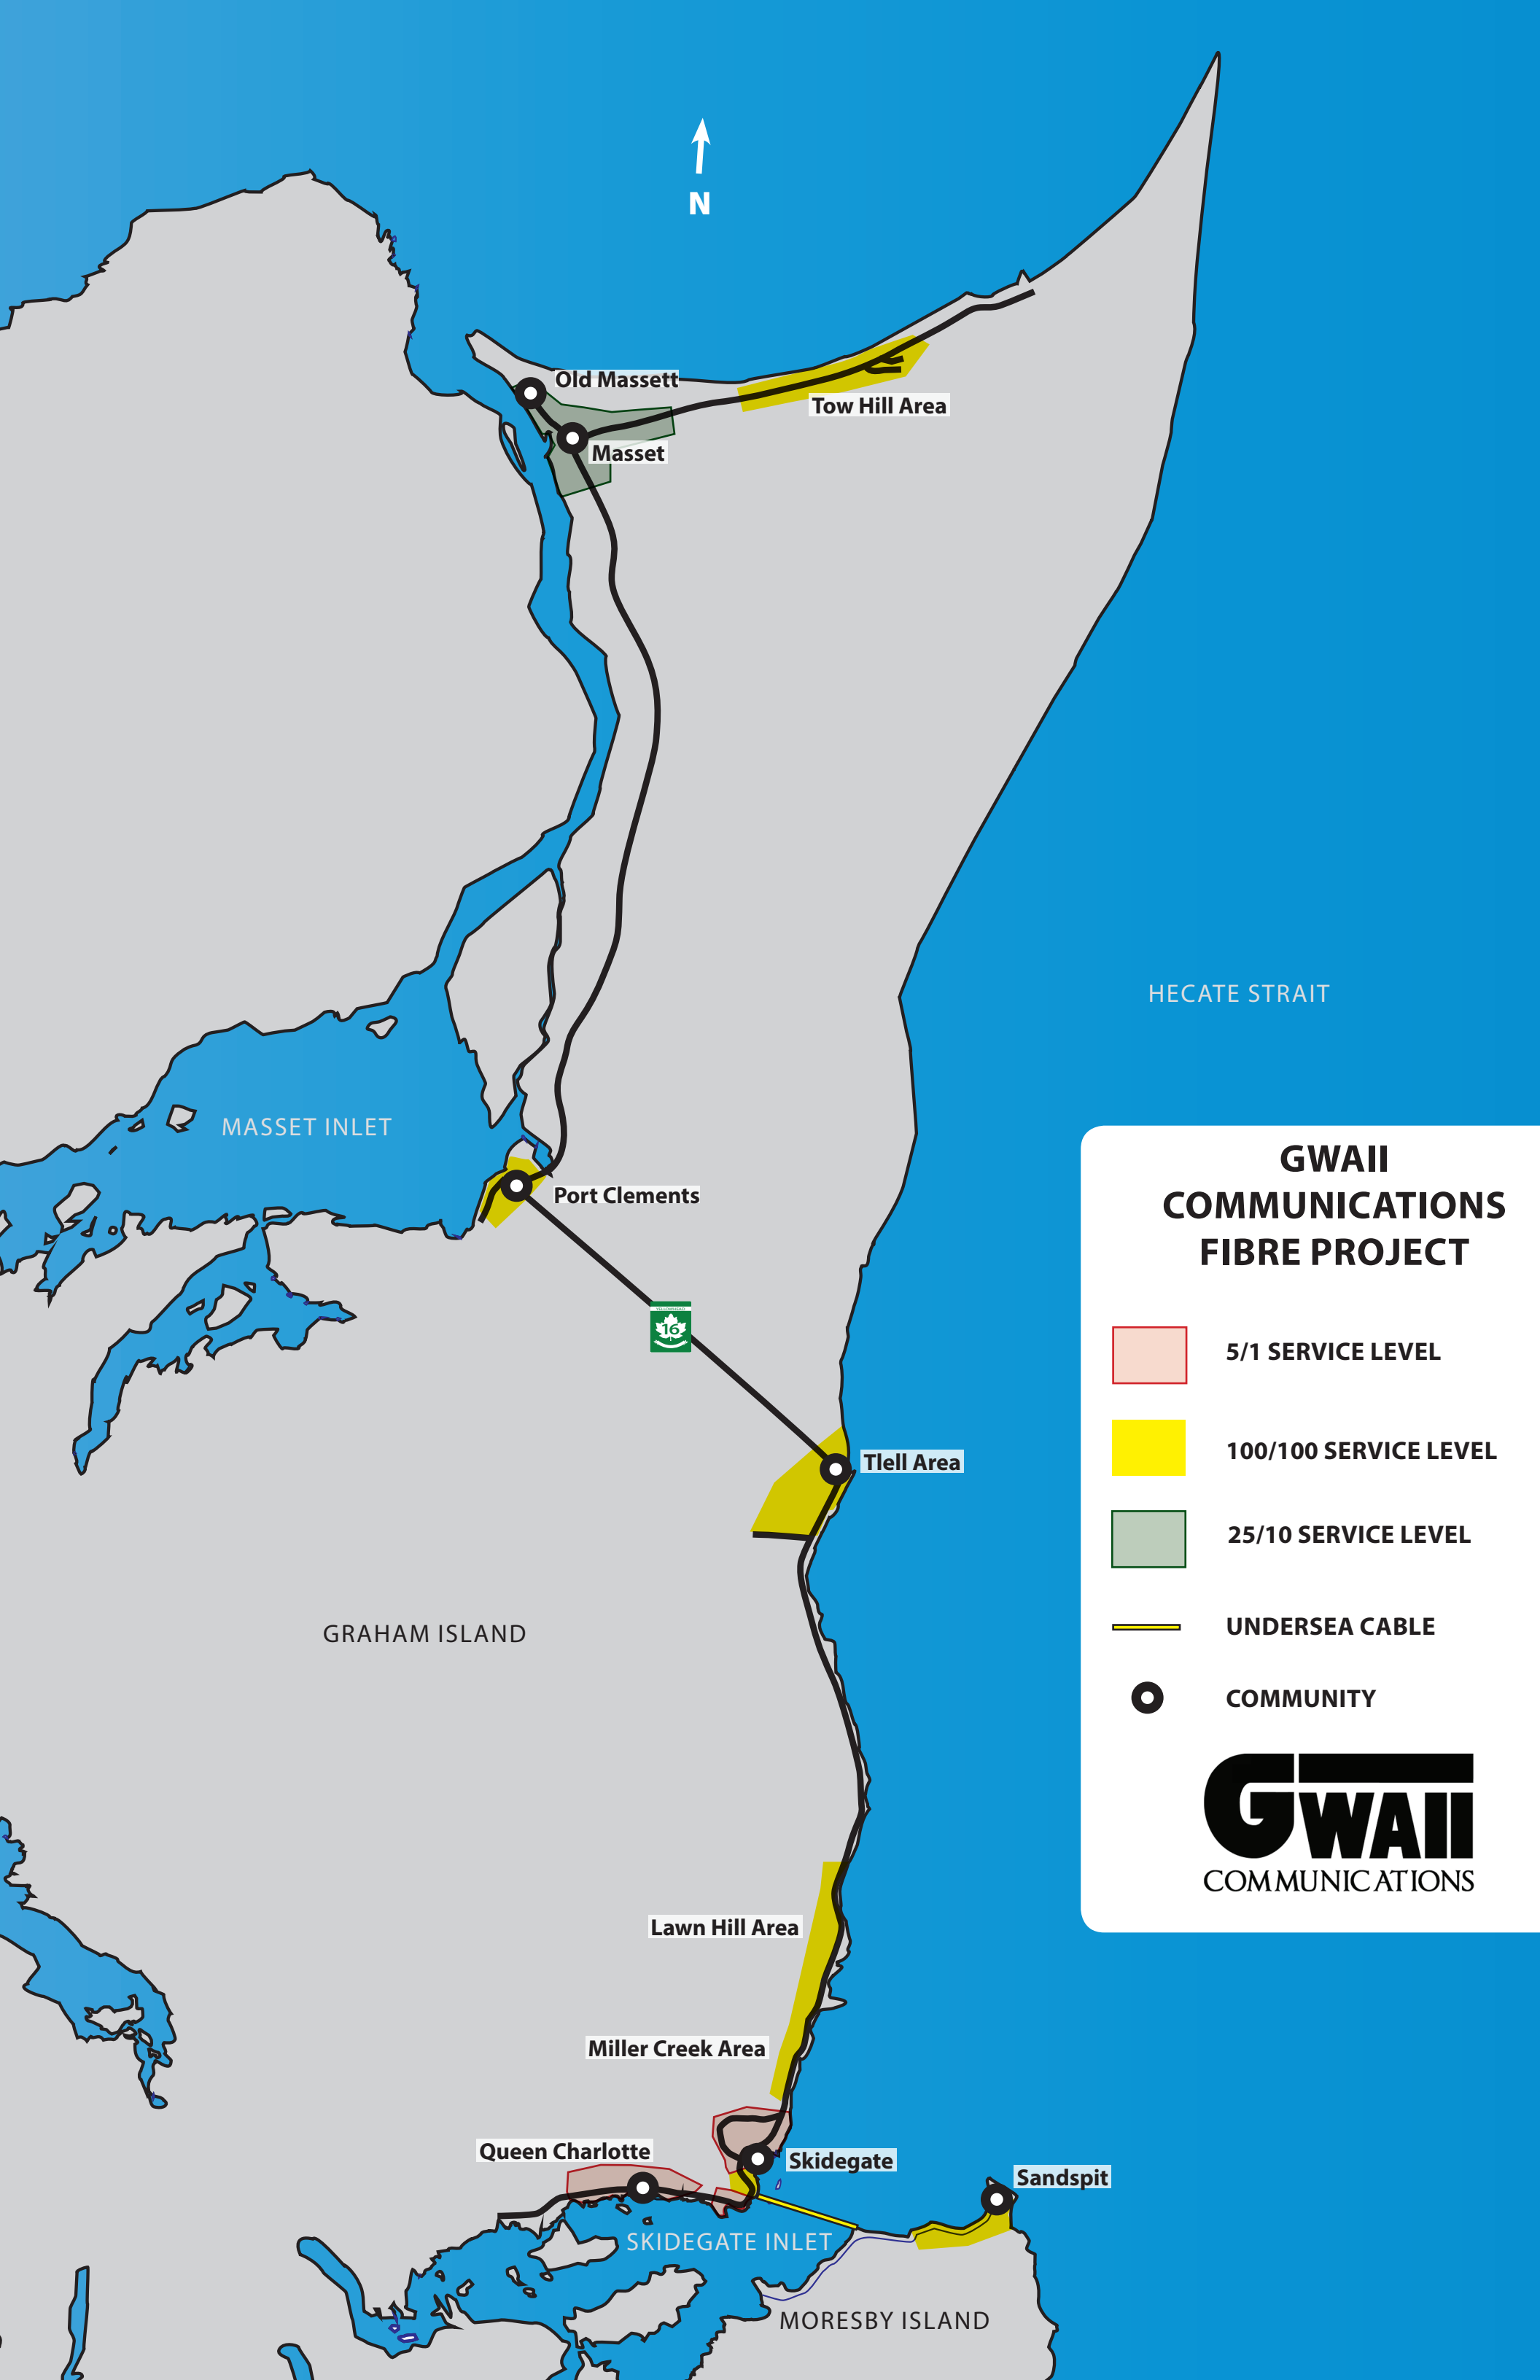 N
Old Massett
Tow Hill Area
Masset
HECATE STRAIT
MASSET INLET
Port Clements
GWAII
COMMUNICATIONS
FIBRE PROJECT
16
5/1 SERVICE LEVEL
100/100 SERVICE LEVEL
Tlell Area
25/10 SERVICE LEVEL
UNDERSEA CABLE
GRAHAM ISLAND
COMMUNITY
GWAII
COMMUNICATIONS
Lawn Hill Area
Miller Creek Area
Queen Charlotte
Skidegate
Sandspit
SKIDEGATE INLET
MORESBY ISLAND